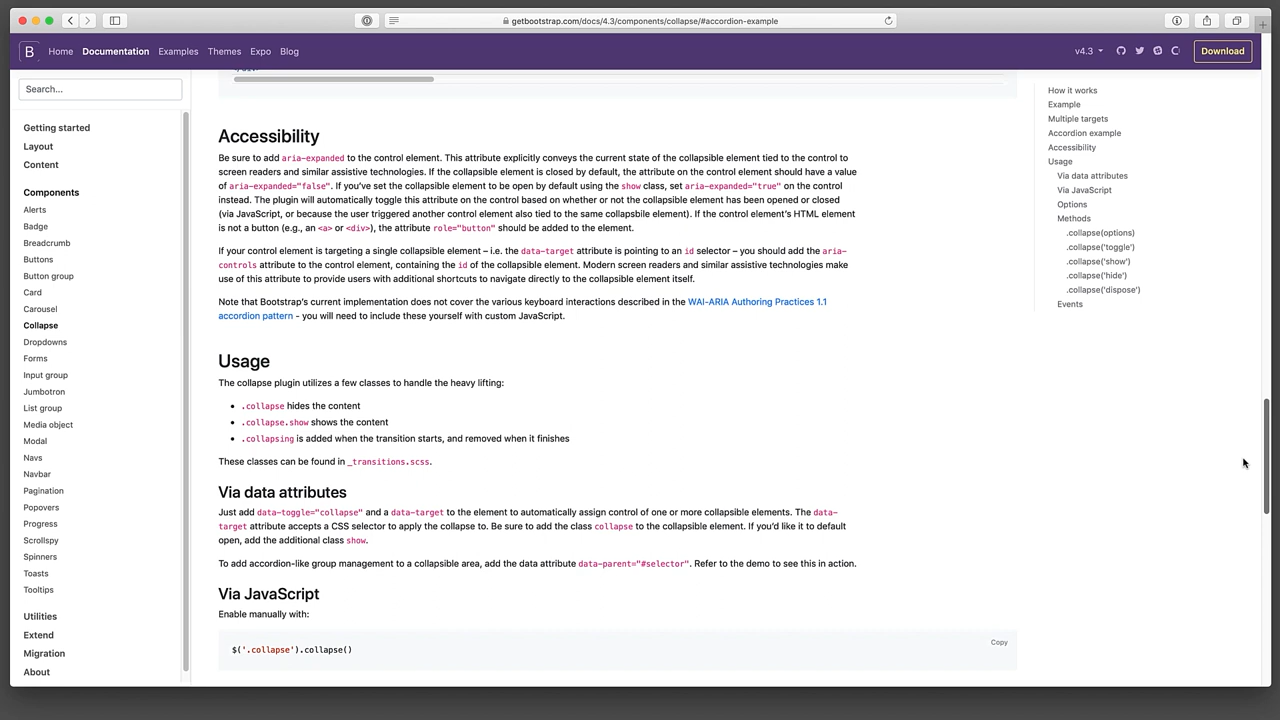 getbootstrap.com/docs/4.3/components/collapse/#accordion-example
B Home Documentation Examples Themes Expo Blog v4.3 Download
Search...
Getting started
Layout
Content
Components
Alerts
Badge
Breadcrumb
Buttons
Button group
Card
Carousel
Collapse
Dropdowns
Forms
Input group
Jumbotron
List group
Media object
Modal
Navs
Navbar
Pagination
Popovers
Progress
Scrollspy
Spinners
Toasts
Tooltips
Utilities
Extend
Migration
About
Accessibility
Be sure to add aria-expanded to the control element. This attribute explicitly conveys the current state of the collapsible element tied to the control to
screen readers and similar assistive technologies. If the collapsible element is closed by default, the attribute on the control element should have a value
of aria-expanded="false". If you've set the collapsible element to be open by default using the show class, set aria-expanded="true" on the control
instead. The plugin will automatically toggle this attribute on the control based on whether or not the collapsible element has been opened or closed
(via JavaScript, or because the user triggered another control element also tied to the same collapsbile element). If the control element's HTML element
is not a button (e.g., an <a> or <div>), the attribute role="button" should be added to the element.
If your control element is targeting a single collapsible element – i.e. the data-target attribute is pointing to an id selector – you should add the aria-
controls attribute to the control element, containing the id of the collapsible element. Modern screen readers and similar assistive technologies make
use of this attribute to provide users with additional shortcuts to navigate directly to the collapsible element itself.
Note that Bootstrap's current implementation does not cover the various keyboard interactions described in the WAI-ARIA Authoring Practices 1.1
accordion pattern - you will need to include these yourself with custom JavaScript.
Usage
The collapse plugin utilizes a few classes to handle the heavy lifting:
• .collapse hides the content
• .collapse.show shows the content
• .collapsing is added when the transition starts, and removed when it finishes
These classes can be found in _transitions.scss.
Via data attributes
Just add data-toggle="collapse" and a data-target to the element to automatically assign control of one or more collapsible elements. The data-
target attribute accepts a CSS selector to apply the collapse to. Be sure to add the class collapse to the collapsible element. If you'd like it to default
open, add the additional class show.
To add accordion-like group management to a collapsible area, add the data attribute data-parent="#selector". Refer to the demo to see this in action.
Via JavaScript
Enable manually with:
Copy
$('.collapse').collapse()
How it works
Example
Multiple targets
Accordion example
Accessibility
Usage
Via data attributes
Via JavaScript
Options
Methods
.collapse(options)
.collapse('toggle')
.collapse('show')
.collapse('hide')
.collapse('dispose')
Events